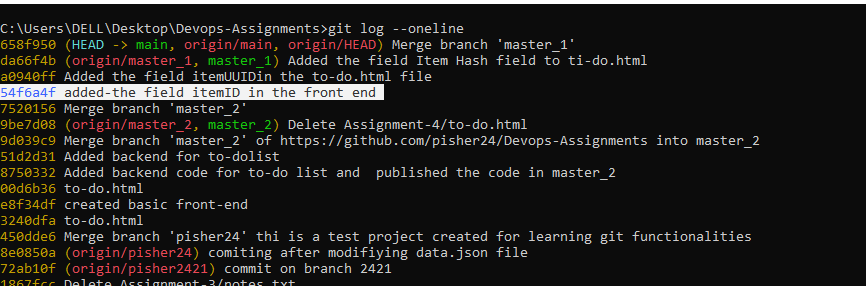 C:\Users\DELL\Desktop\Devops-Assignments>git log --oneline
658f950 (HEAD -> main, origin/main, origin/HEAD) Merge branch 'master_1'
da66f4b (origin/master_1, master_1) Added the field Item Hash field to ti-do.html
a0940ff Added the field itemUUIDin the to-do.html file
54f6a4f added-the field itemID in the front end
7520156 Merge branch 'master_2'
9be7d08 (origin/master_2, master_2) Delete Assignment-4/to-do.html
9d039c9 Merge branch 'master_2' of https://github.com/pisher24/Devops-Assignments into master_2
51d2d31 Added backend for to-dolist
8750332 Added backend code for to-do list and  published the code in master_2
00d6b36 to-do.html
e8f34df created basic front-end
3240dfa to-do.html
450dde6 Merge branch 'pisher24' thi is a test project created for learning git functionalities
8e0850a (origin/pisher24) comiting after modifiying data.json file
72ab10f (origin/pisher2421) commit on branch 2421
1867fcc Delete Assignment-3/notes.txt